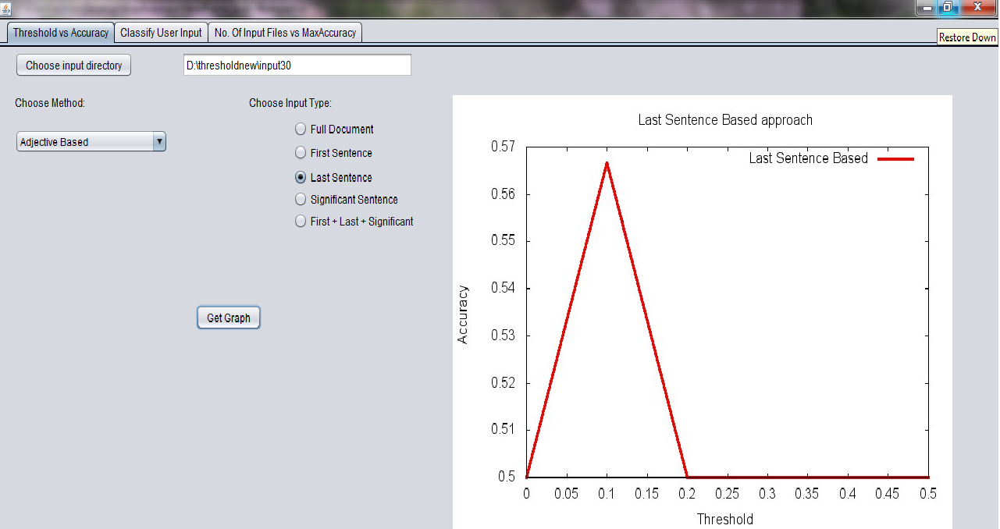 Threshold vs Accuracy
Classify User Input
No. Of Input Files vs MaxAccuracy
Restore Down
Choose input directory
D:\thresholdnew\input30
Choose Method:
Choose Input Type:
Adjective Based
Full Document
First Sentence
Last Sentence
Significant Sentence
First + Last + Significant
Get Graph
Last Sentence Based approach
Last Sentence Based
0.57
0.56
0.55
0.54
0.53
0.52
0.51
0.5
Accuracy
0 0.05 0.1 0.15 0.2 0.25 0.3 0.35 0.4 0.45 0.5
Threshold